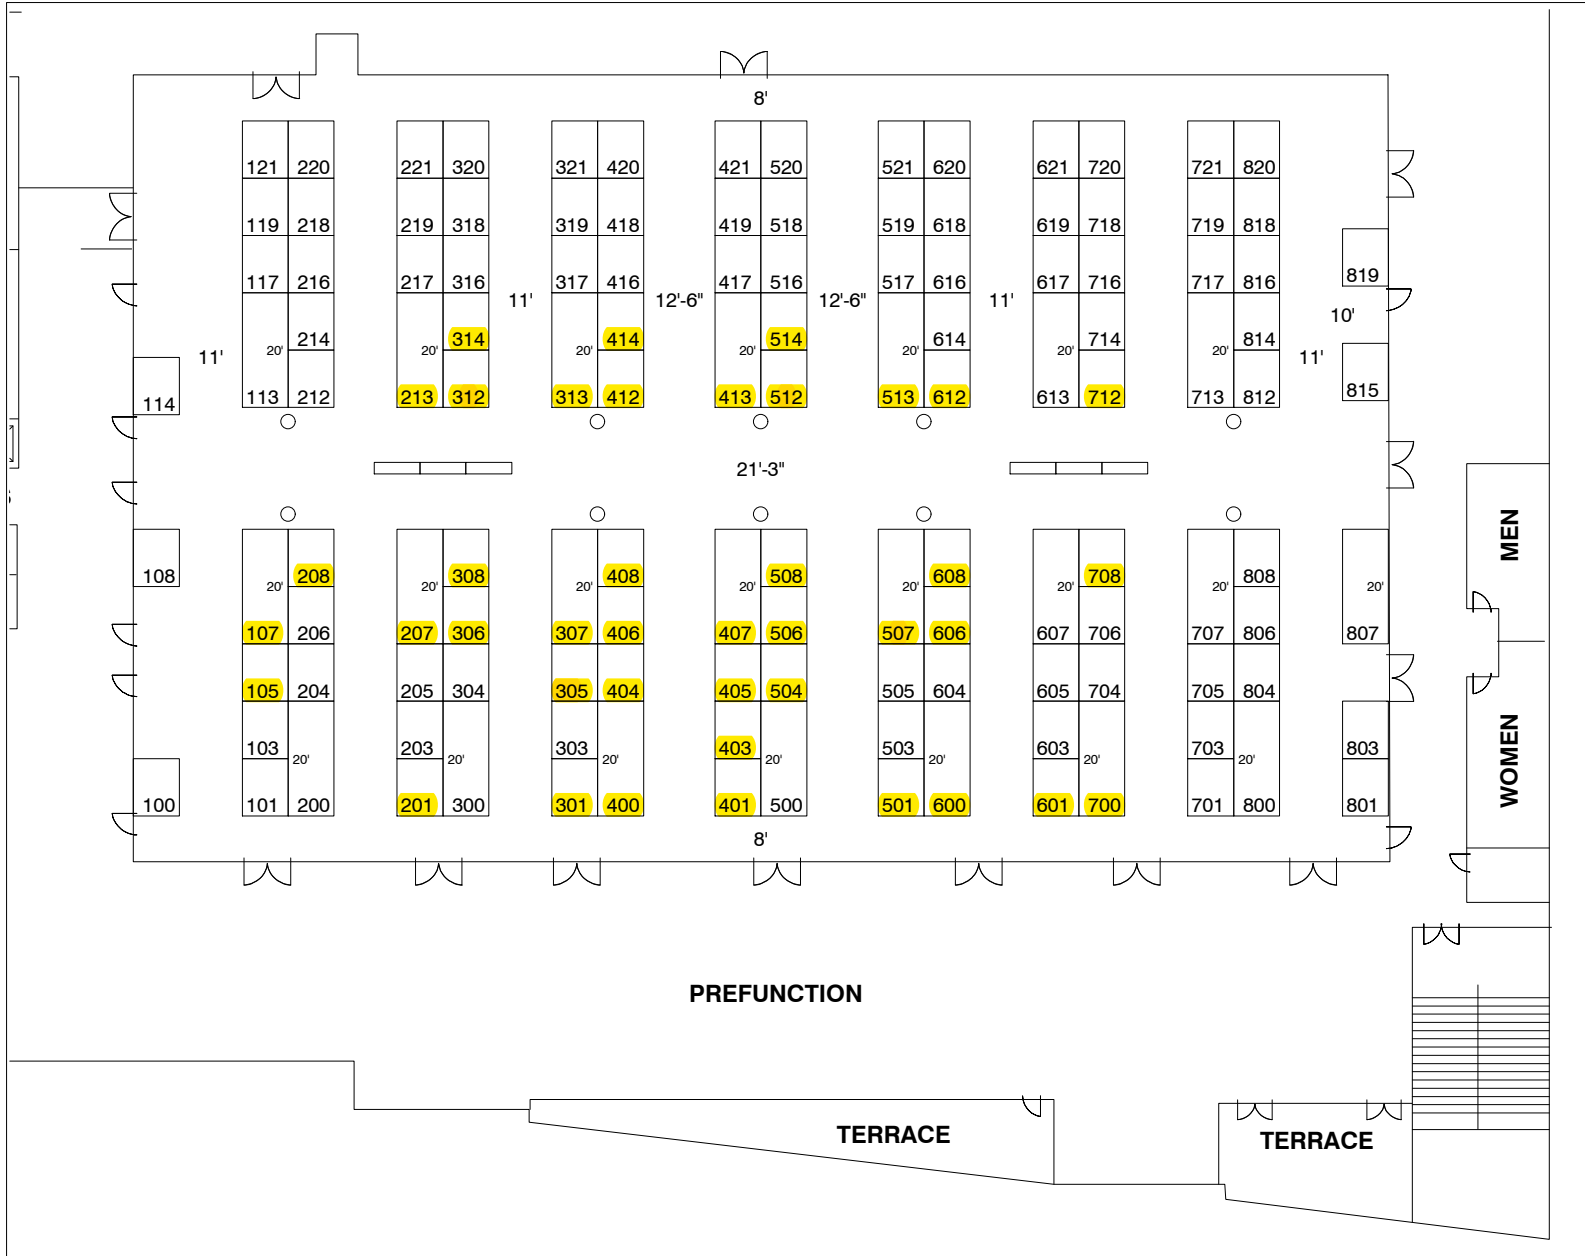 8'
121 220 221 320 321 420 421 520 521 620 621 720 721 820
119 218 219 318 319 418 419 518 519 618 619 718 719 818
117 216 217 316 11' 317 416 12'-6" 417 516 12'-6" 517 616 11' 617 716 717 816 819
10'
214 314 414 514 614 714 814
11' 20' 20' 20' 20' 20' 20' 20' 11'
114 113 212 213 312 313 412 413 512 513 612 613 712 713 812 815
21'-3"
MEN
108 208 308 408 508 608 708 808
20' 20' 20' 20' 20' 20' 20' 20'
107 206 207 306 307 406 407 506 507 606 607 706 707 806 807
105 204 205 304 305 404 405 504 505 604 605 704 705 804
WOMEN
103 203 303 403 503 603 703 803
20' 20' 20' 20' 20' 20' 20'
100 101 200 201 300 301 400 401 500 501 600 601 700 701 800 801
8'
PREFUNCTION
TERRACE
TERRACE